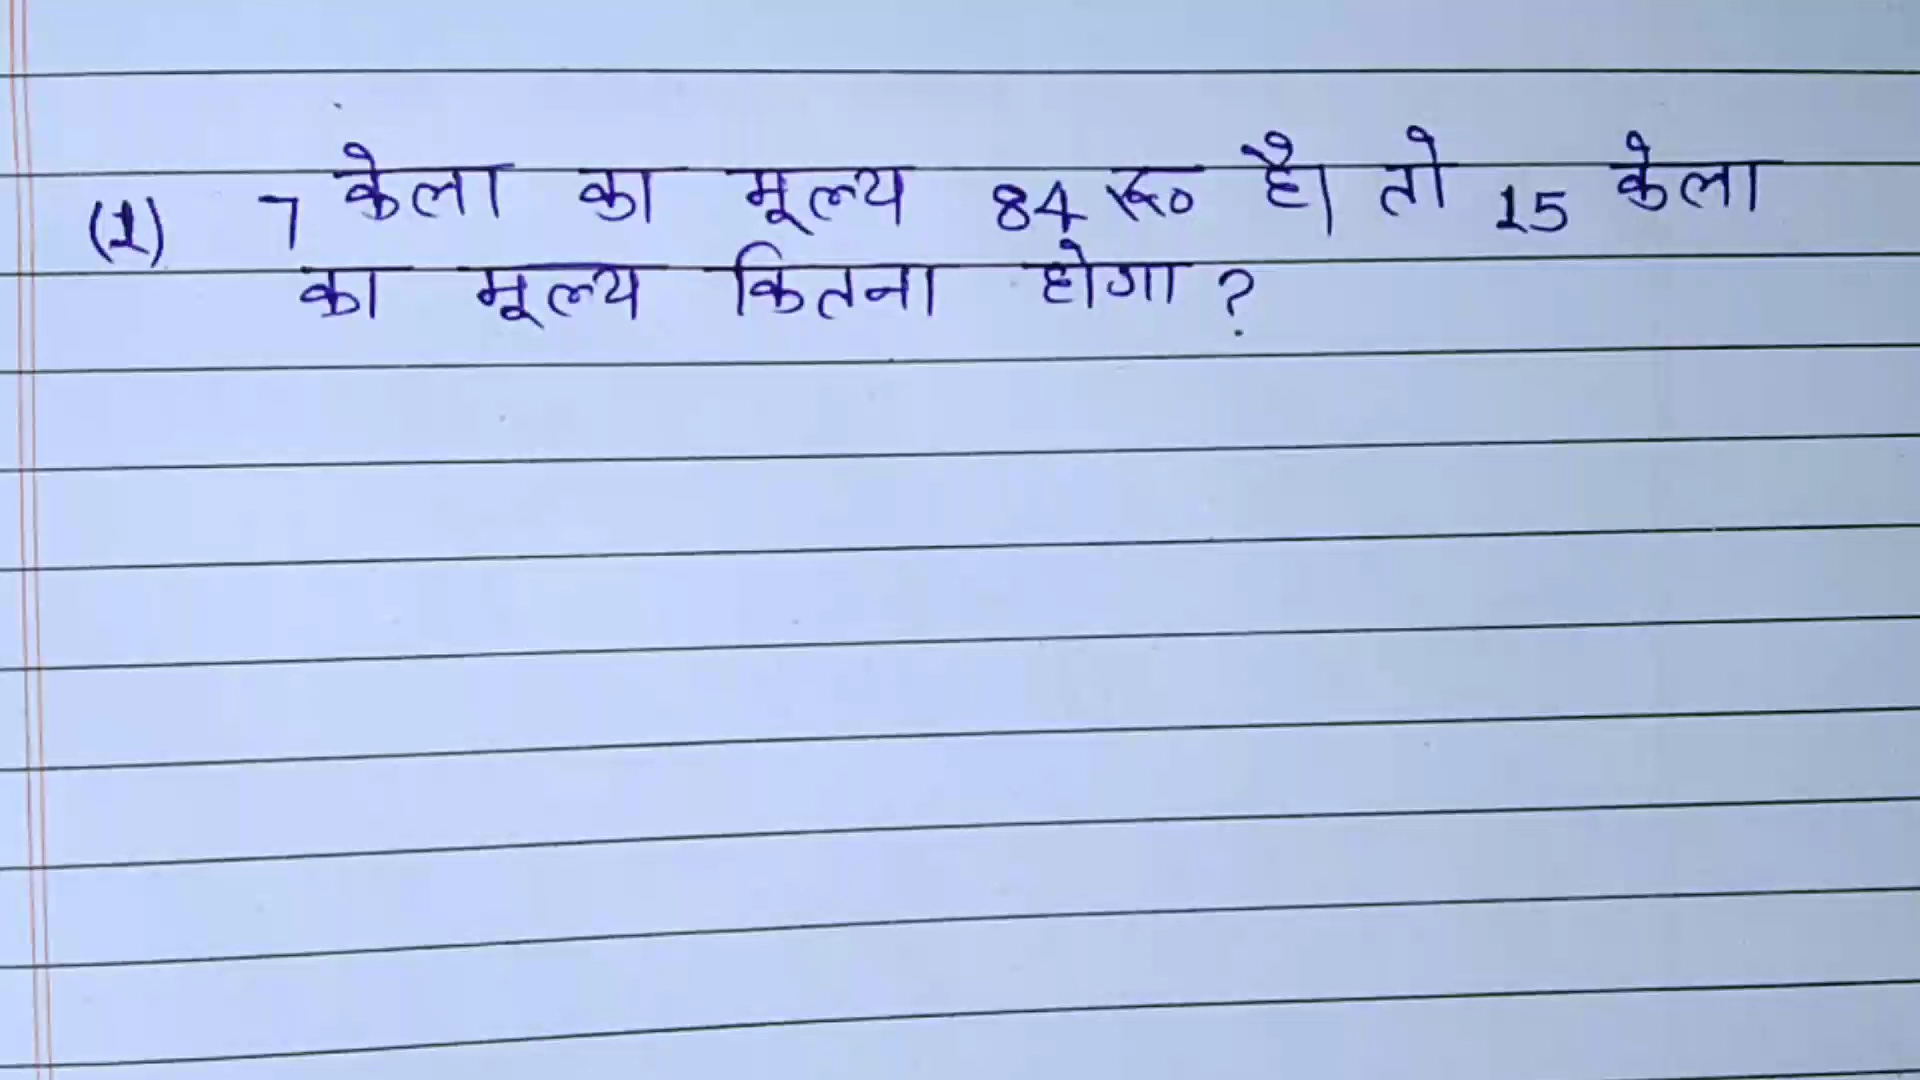 (1) 7 केला का मूल्य 84 रू० है। तो 15 केला
का मूल्य कितना होगा ?